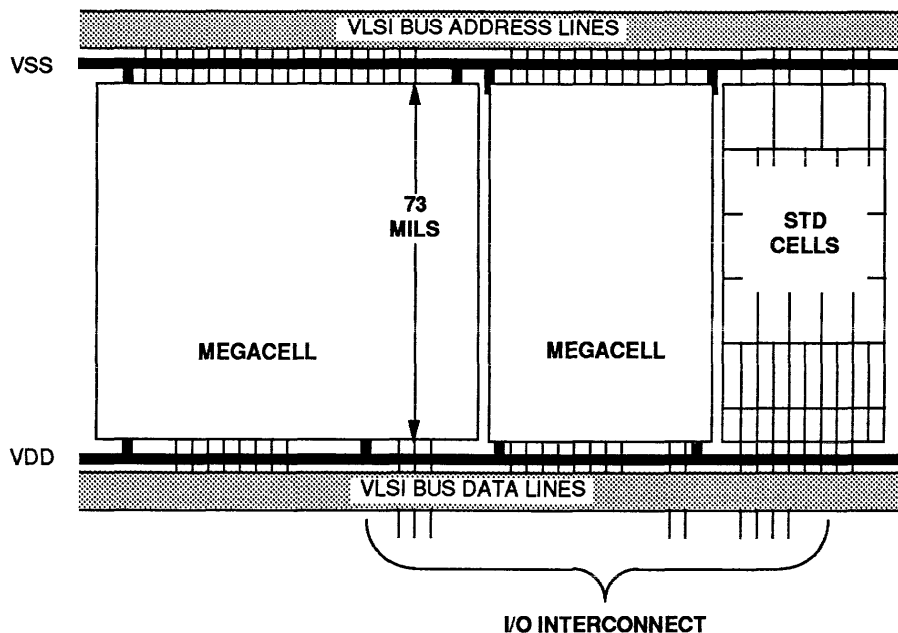 VLSI BUS ADDRESS LINES
VSS
73
MILS
STD
CELLS
MEGACELL
MEGACELL
VDD
VLSI BUS DATA LINES
I/O INTERCONNECT